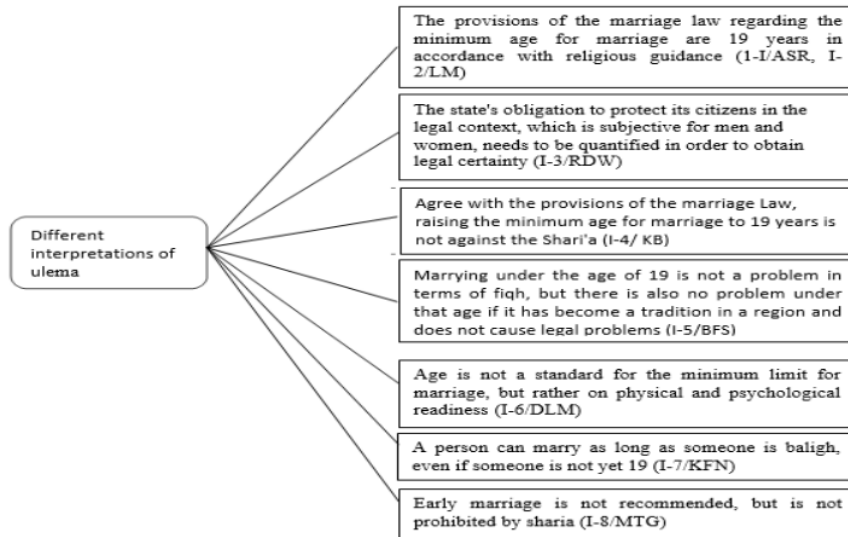 The provisions of the marriage law regarding the
minimum age for marriage are 19 years in
accordance with religious guidance (1-I/ASR, I-
2/LM)
The state's obligation to protect its citizens in the
legal context, which is subjective for men and
women, needs to be quantified in order to obtain
legal certainty (I-3/RDW)
Agree with the provisions of the marriage Law,
raising the minimum age for marriage to 19 years is
not against the Shari'a (I-4/ KB)
Different
interpretations of
ulema
Marrying under the age of 19 is not a problem in
terms of fiqh, but there is also no problem under
that age if it has become a tradition in a region and
does not cause legal problems (I-5/BFS)
Age is not a standard for the minimum limit for
marriage, but rather on physical and psychological
readiness (I-6/DLM)
A person can marry as long as someone is baligh,
even if someone is not yet 19 (I-7/KFN)
Early marriage is not recommended, but is not
prohibited by sharia (I-8/MTG)